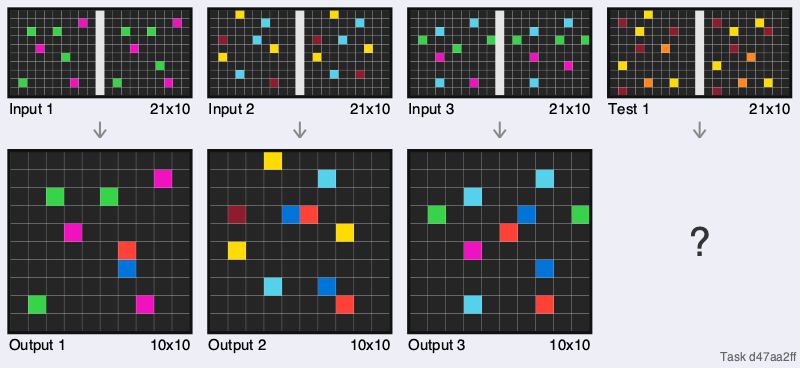 Input 1 21x10 Input 2 21x10 Input 3 21x10 Test 1 21x10
?
Output 1 10x10 Output 2 10x10 Output 3 10x10
Task d47aa2ff